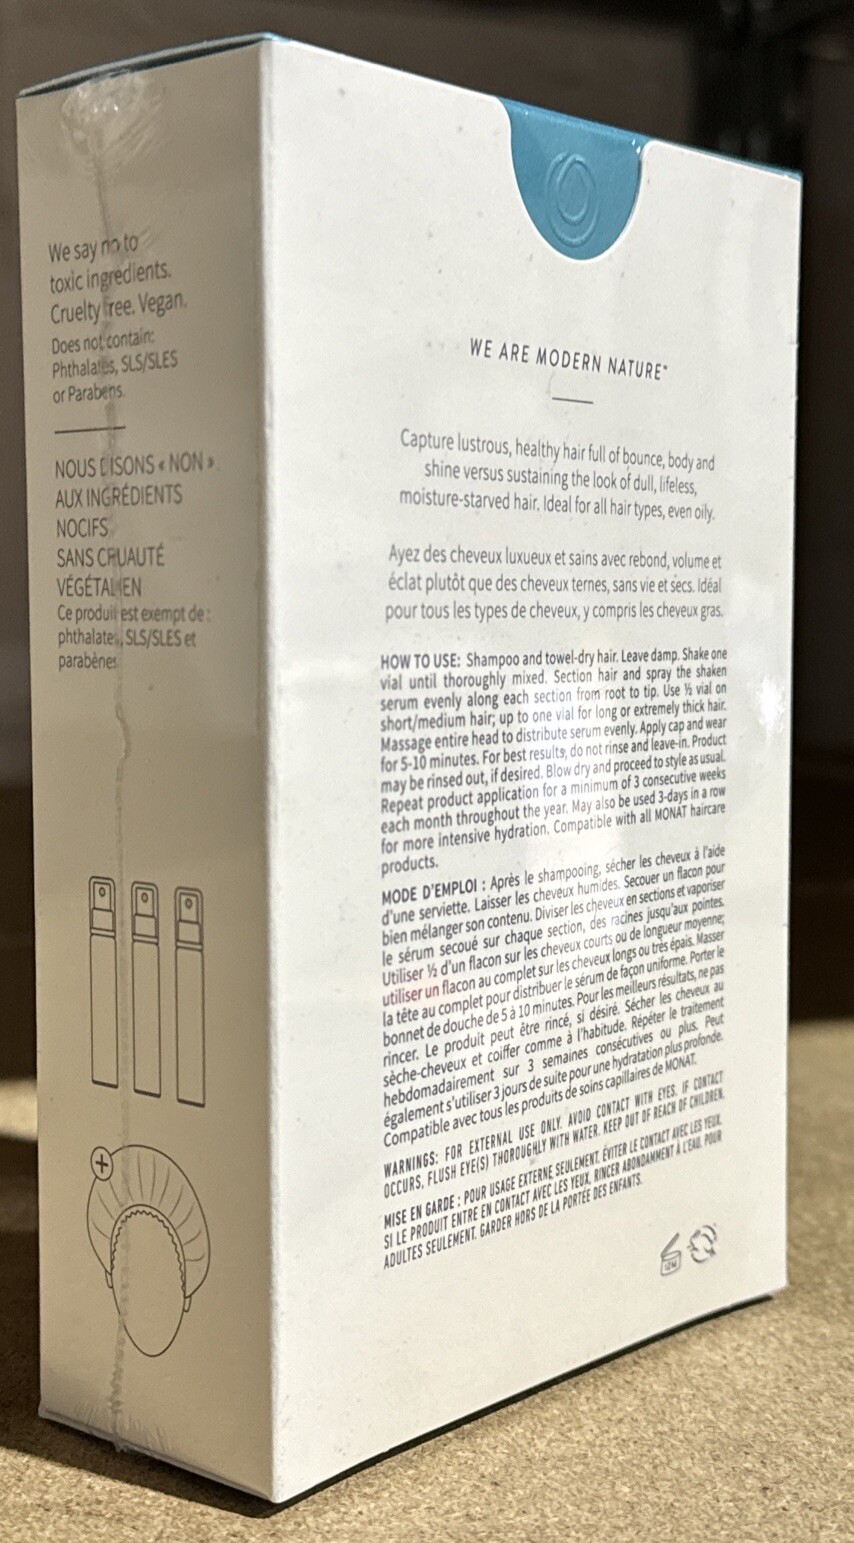 We say no to
toxic ingredients.
Cruelty free. Vegan.
Does not contain:
Phthalates, SLS/SLES
or Parabens.
NOUS DISONS « NON »
AUX INGRÉDIENTS
NOCIFS
SANS CRUAUTÉ
VÉGÉTALIEN
Ce produit est exempt de :
phthalates, SLS/SLES et
parabènes
WE ARE MODERN NATURE
Capture lustrous, healthy hair full of bounce, body and
shine versus sustaining the look of dull, lifeless,
moisture-starved hair. Ideal for all hair types, even oily.
Ayez des cheveux luxueux et sains avec rebond, volume et
éclat plutôt que des cheveux ternes, sans vie et secs. Idéal
pour tous les types de cheveux, y compris les cheveux gras.
HOW TO USE: Shampoo and towel-dry hair. Leave damp. Shake one
vial until thoroughly mixed. Section hair and spray the shaken
serum evenly along each section from root to tip. Use ½ vial on
short/medium hair; up to one vial for long or extremely thick hair.
Massage entire head to distribute serum evenly. Apply cap and wear
for 5-10 minutes. For best results, do not rinse and leave-in. Product
may be rinsed out, if desired. Blow dry and proceed to style as usual.
Repeat product application for a minimum of 3 consecutive weeks
each month throughout the year. May also be used 3-days in a row
for more intensive hydration. Compatible with all MONAT haircare
products.
MODE D'EMPLOI : Après le shampooing, sécher les cheveux à l'aide
d'une serviette. Laisser les cheveux humides. Secouer un flacon pour
bien mélanger son contenu. Diviser les cheveux en sections et vaporiser
le sérum secoué sur chaque section, des racines jusqu'aux pointes.
Utiliser ½ d'un flacon sur les cheveux courts ou de longueur moyenne;
utiliser un flacon au complet sur les cheveux longs ou très épais. Masser
la tête au complet pour distribuer le sérum de façon uniforme. Porter le
bonnet de douche de 5 à 10 minutes. Pour les meilleurs résultats, ne pas
rincer. Le produit peut être rincé, si désiré. Sécher les cheveux au
sèche-cheveux et coiffer comme à l'habitude. Répéter le traitement
hebdomadairement sur 3 semaines consécutives ou plus. Peut
également s'utiliser 3 jours de suite pour une hydratation plus profonde.
Compatible avec tous les produits de soins capillaires de MONAT.
WARNINGS: FOR EXTERNAL USE ONLY. AVOID CONTACT WITH EYES. IF CONTACT
OCCURS, FLUSH EYE(S) THOROUGHLY WITH WATER. KEEP OUT OF REACH OF CHILDREN.
MISE EN GARDE : POUR USAGE EXTERNE SEULEMENT. ÉVITER LE CONTACT AVEC LES YEUX.
SI LE PRODUIT ENTRE EN CONTACT AVEC LES YEUX, RINCER ABONDAMMENT À L'EAU. POUR
ADULTES SEULEMENT. GARDER HORS DE LA PORTÉE DES ENFANTS.
12M